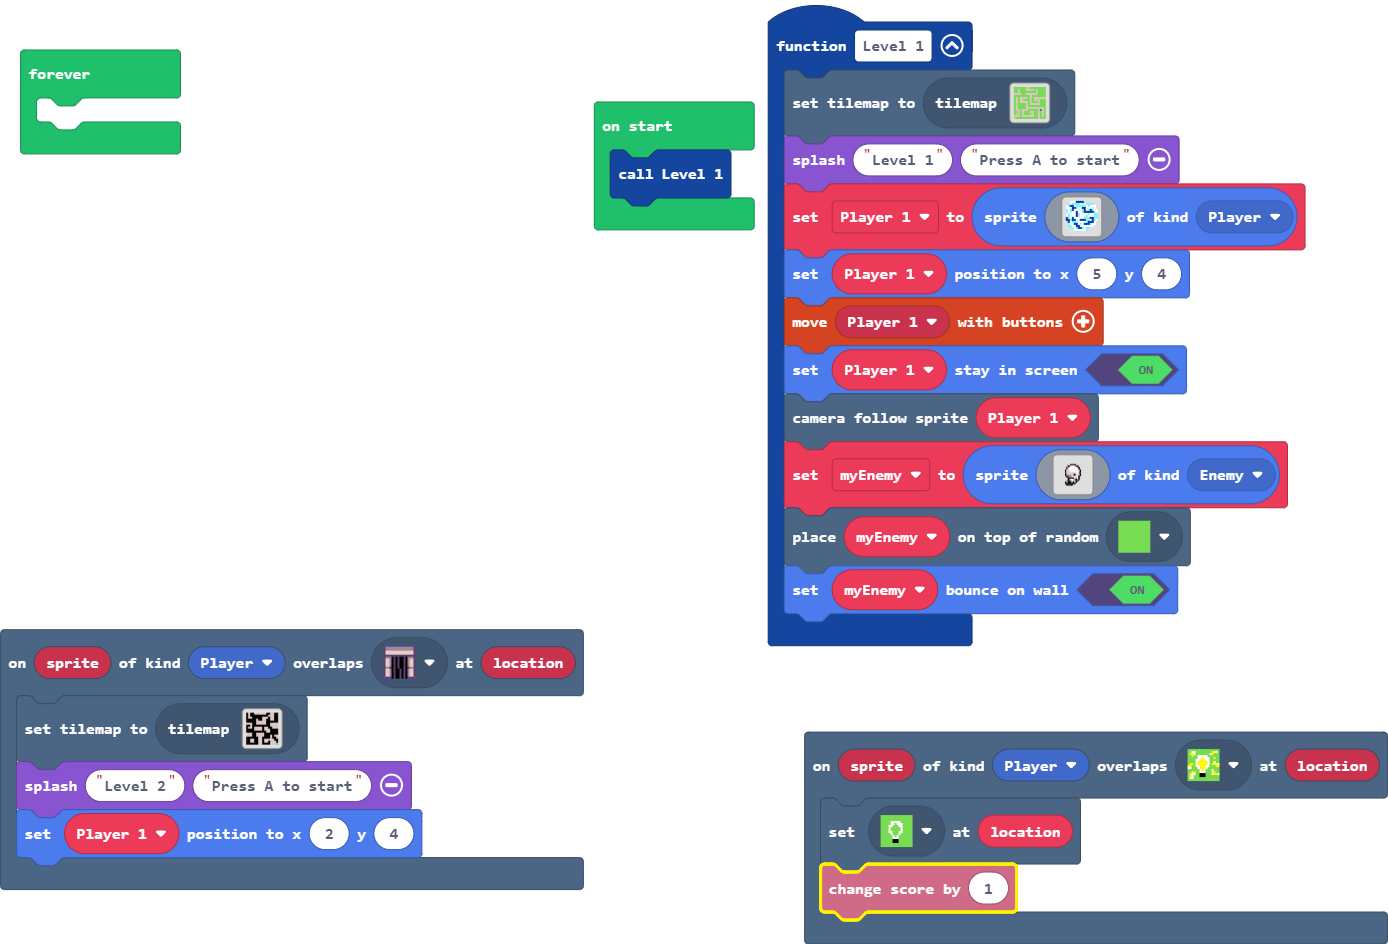 forever
on start
call Level 1
function Level 1
set tilemap to tilemap
splash "Level 1" "Press A to start"
set Player 1 to sprite of kind Player
set Player 1 position to x 5 y 4
move Player 1 with buttons
set Player 1 stay in screen ON
camera follow sprite Player 1
set myEnemy to sprite of kind Enemy
place myEnemy on top of random
set myEnemy bounce on wall ON
on sprite of kind Player overlaps at location
set tilemap to tilemap
splash "Level 2" "Press A to start"
set Player 1 position to x 2 y 4
on sprite of kind Player overlaps at location
set at location
change score by 1